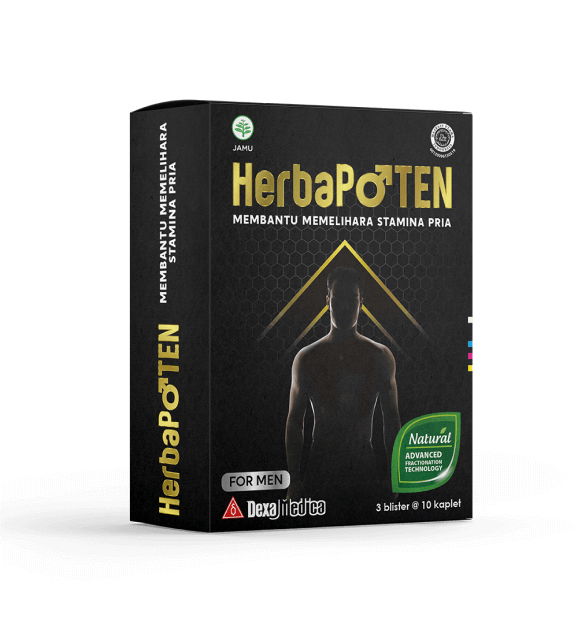 JAMU
HerbaPoTEN
MEMBANTU MEMELIHARA STAMINA PRIA
MEMBANTU MEMELIHARA
STAMINA PRIA
HerbaPoTEN
Natural
ADVANCED
FRACTIONATION
TECHNOLOGY
FOR MEN
Dexa Medica
3 blister @ 10 kaplet